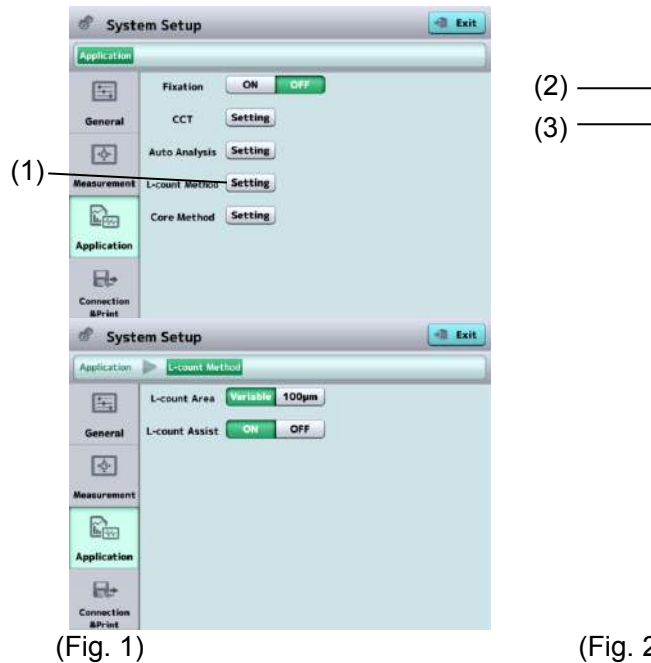 System Setup
Exit
Application
General
Measurement
Application
Connection
&Print
Fixation ON OFF
CCT Setting
Auto Analysis Setting
L-count Method Setting
Core Method Setting
(1)
(2)
(3)
System Setup
Exit
Application L-count Method
General
Measurement
Application
Connection
&Print
L-count Area Variable 100μm
L-count Assist ON OFF
(Fig. 1)
(Fig. 2